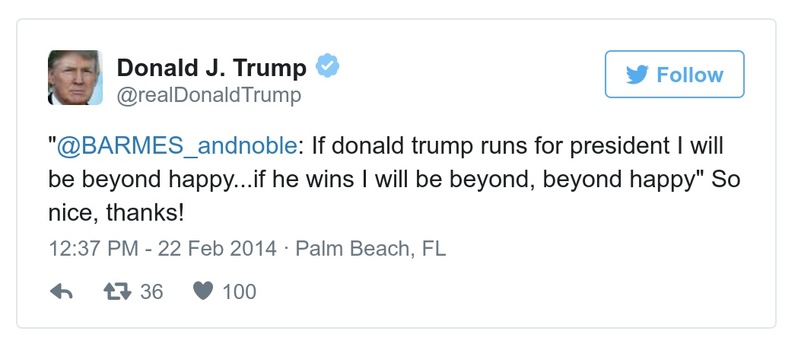 Donald J. Trump
@realDonaldTrump
Follow
"@BARMES_andnoble: If donald trump runs for president I will
be beyond happy...if he wins I will be beyond, beyond happy" So
nice, thanks!
12:37 PM - 22 Feb 2014 · Palm Beach, FL
36 100